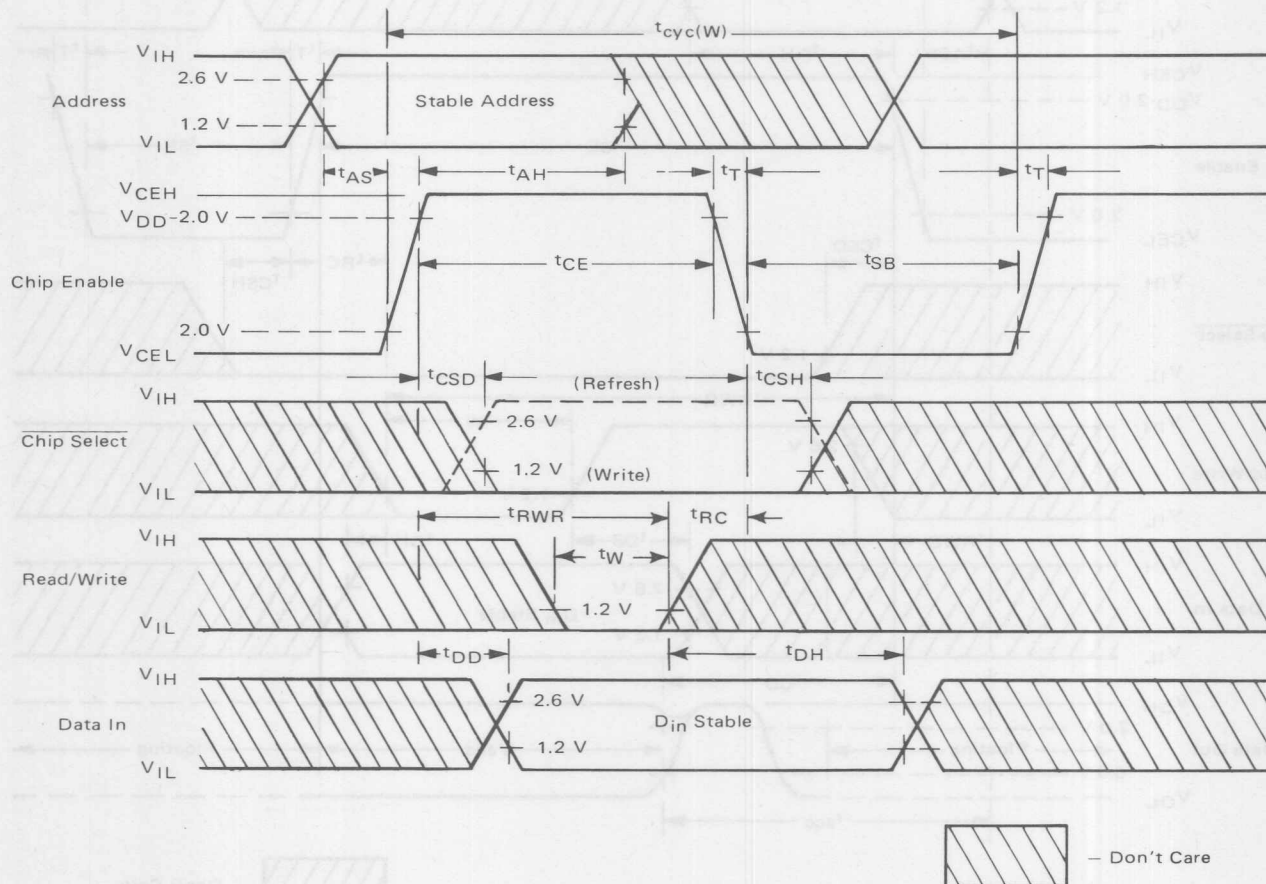 tcyc(W)
VIH
2.6 V
Address
Stable Address
1.2 V
VIL
tAS
tAH
tT
tT
VCEH
VDD-2.0 V
tCE
tSB
Chip Enable
2.0 V
VCEL
tCSD
(Refresh)
tCSH
VIH
2.6 V
Chip Select
1.2 V
(Write)
VIL
tRWR
tRC
VIH
tW
Read/Write
1.2 V
VIL
tDD
tDH
VIH
2.6 V
Data In
Din Stable
1.2 V
VIL
– Don't Care